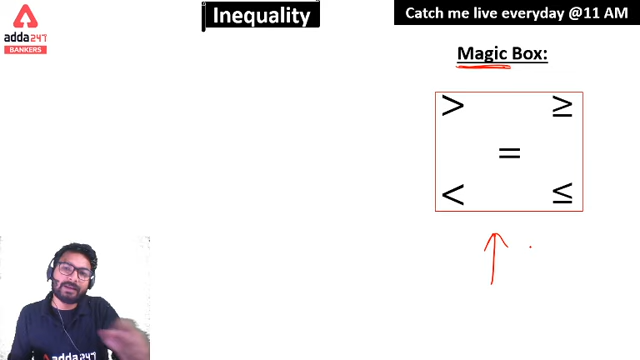 Inequality
Catch me live everyday @11 AM
adda247
BANKERS
Magic Box:
> ≥
=
< ≤
adda247